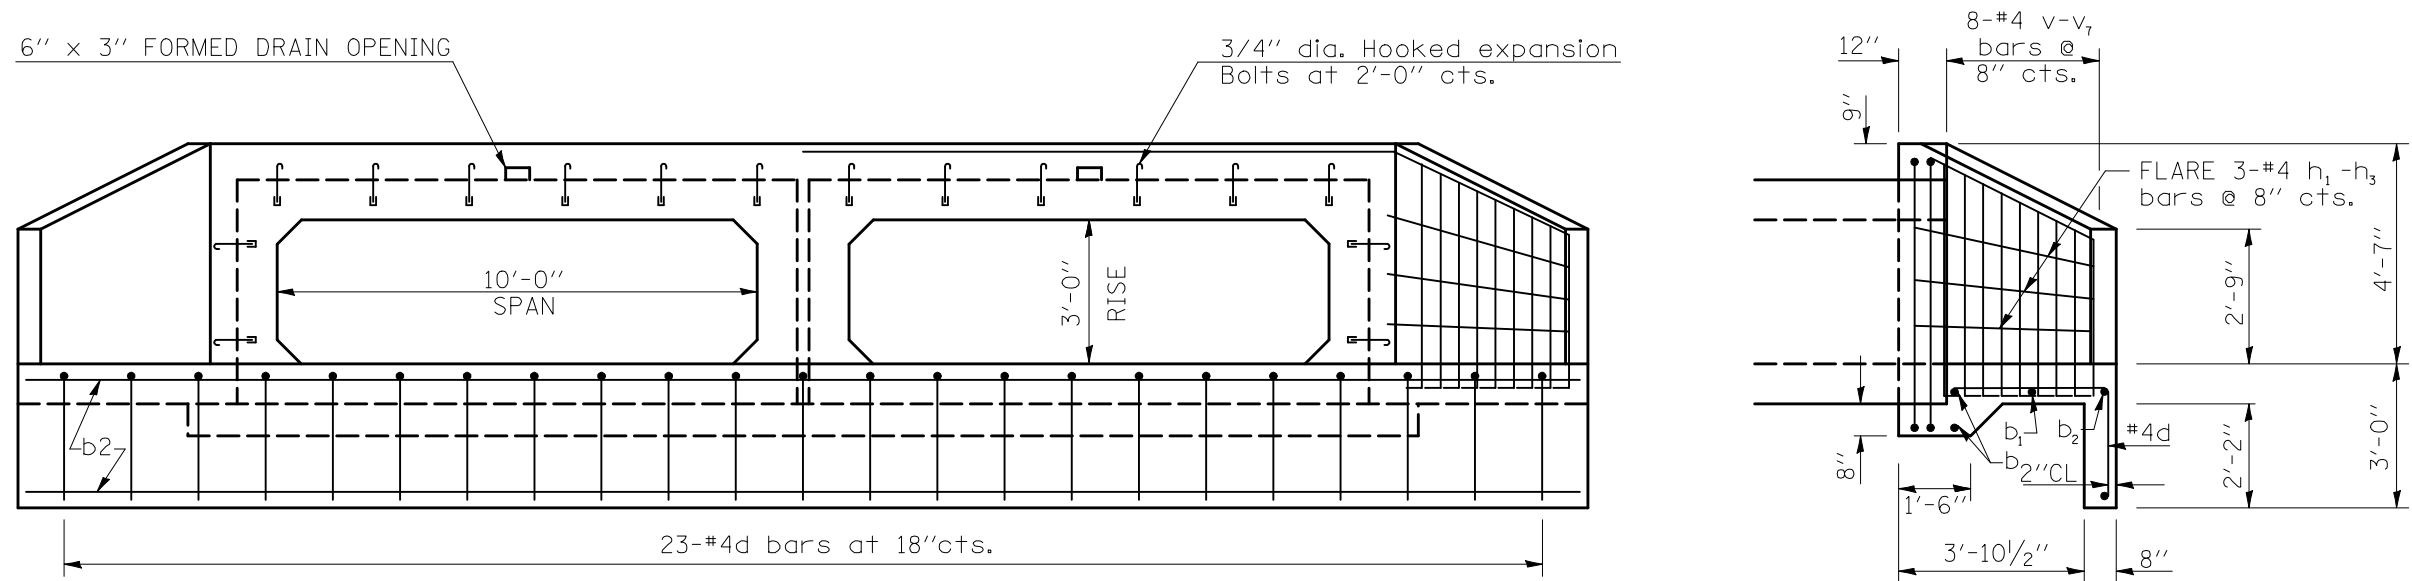 6" x 3" FORMED DRAIN OPENING
3/4" dia. Hooked expansion
Bolts at 2'-0" cts.
10'-0"
SPAN
3'-0"
RISE
b2
23-#4d bars at 18"cts.
12"
8-#4 v-v7
bars @
8" cts.
9"
FLARE 3-#4 h1-h3
bars @ 8" cts.
2'-9"
4'-7"
b1
b2
#4d
b
2"CL
8"
1'-6"
2'-2"
3'-0"
3'-10 1/2"
8"